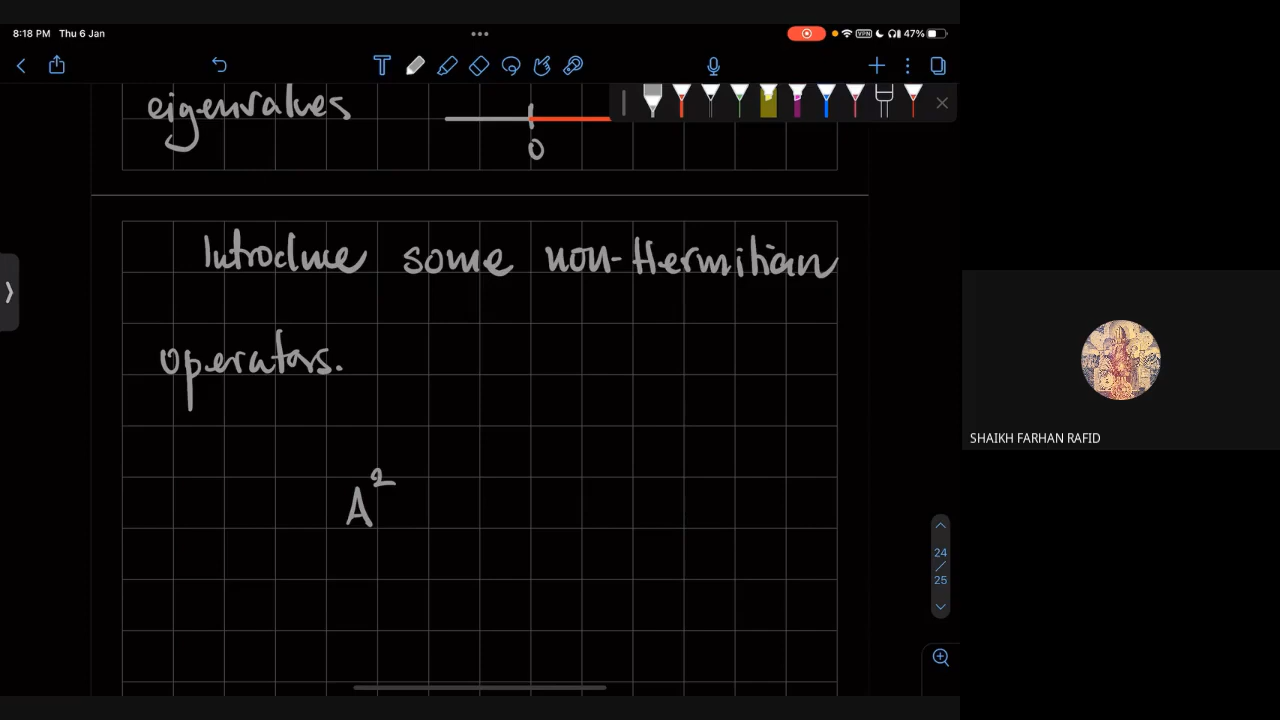 8:18 PM Thu 6 Jan
VPN 47%
T
eigenvalues
0
Introduce some non-Hermitian
operators.
A²
SHAIKH FARHAN RAFID
24
/
25